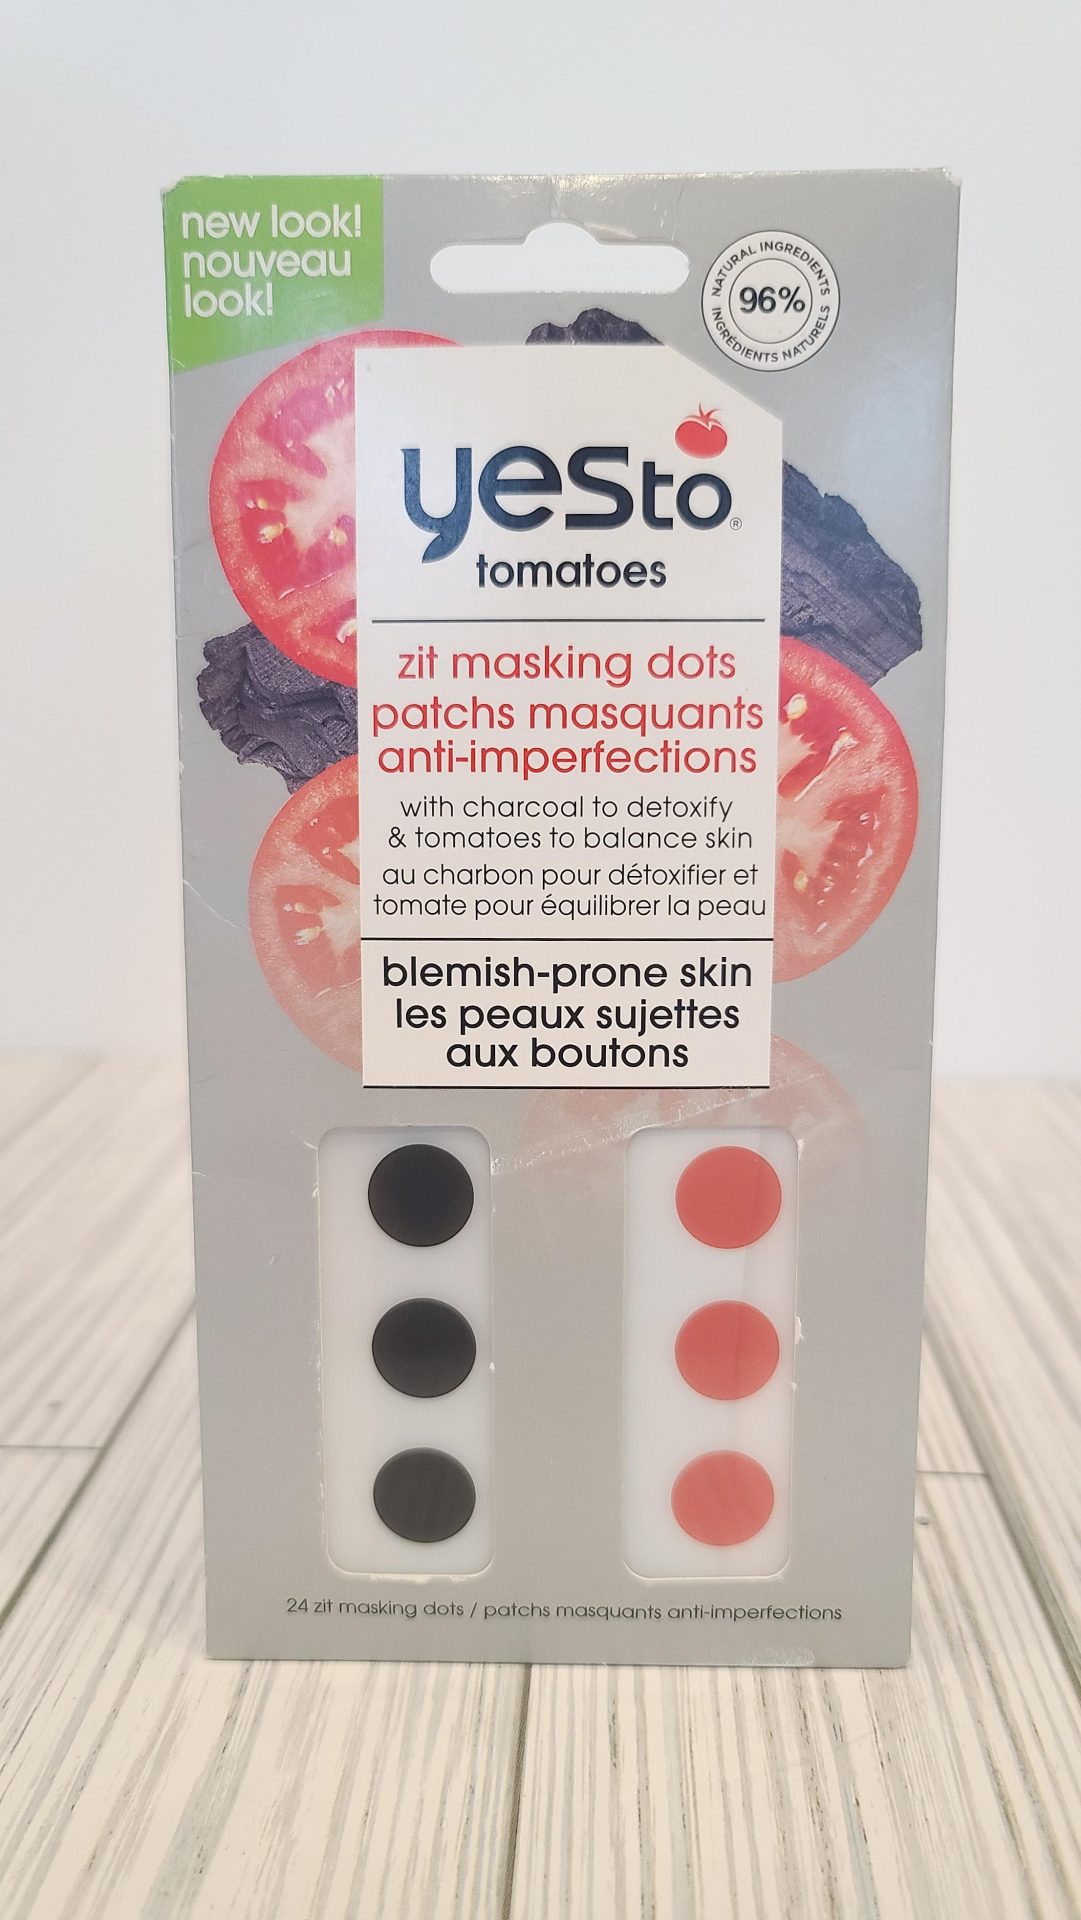 new look!
nouveau
look!
NATURAL INGREDIENTS
96%
INGRÉDIENTS NATURELS
yes to®
tomatoes
zit masking dots
patchs masquants
anti-imperfections
with charcoal to detoxify
& tomatoes to balance skin
au charbon pour détoxifier et
tomate pour équilibrer la peau
blemish-prone skin
les peaux sujettes
aux boutons
24 zit masking dots / patchs masquants anti-imperfections